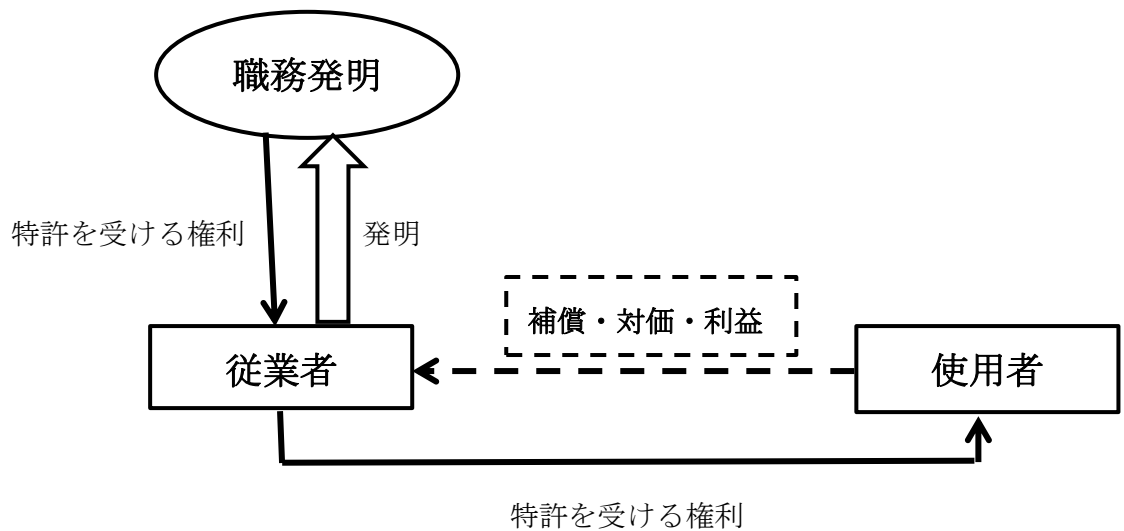 職務発明
特許を受ける権利
発明
補償・対価・利益
従業者
使用者
特許を受ける権利